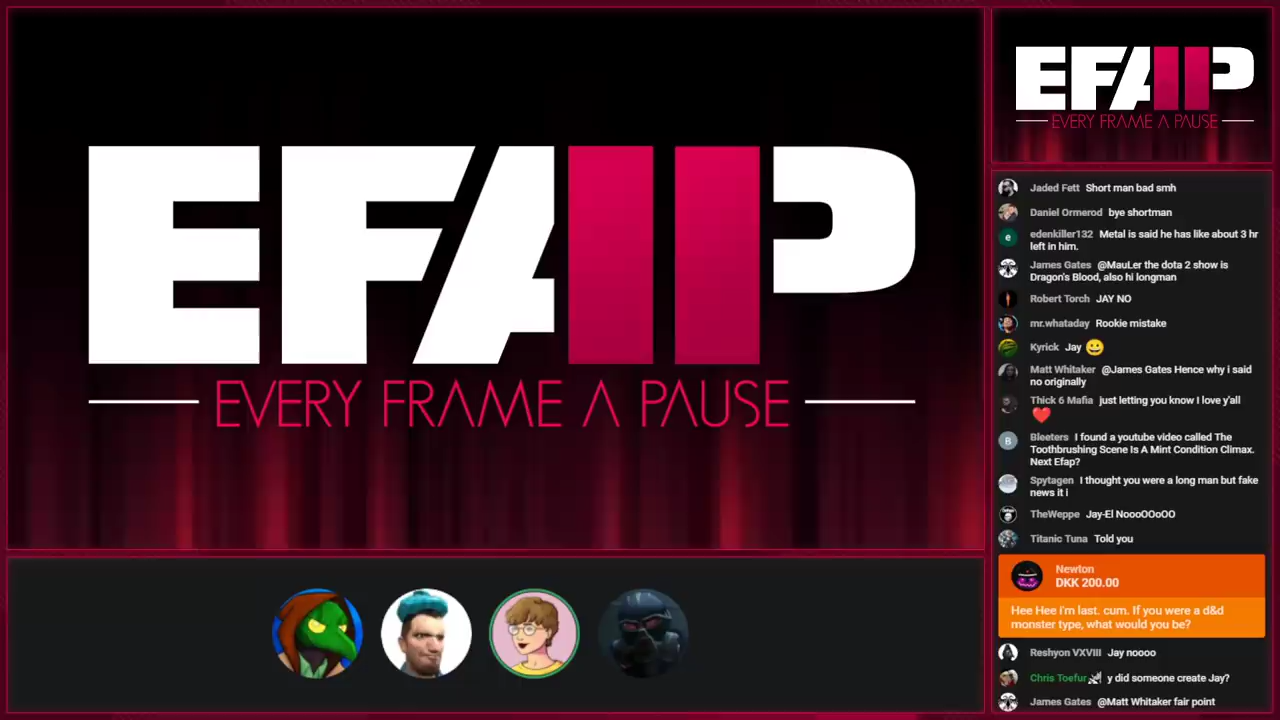 EFAP
EVERY FRAME A PAUSE
EFAP
EVERY FRAME A PAUSE
Jaded Fett Short man bad smh
Daniel Ormerod bye shortman
e
edenkiller132 Metal is said he has like about 3 hr
left in him.
James Gates @MauLer the dota 2 show is
Dragon's Blood, also hi longman
Robert Torch JAY NO
mr.whataday Rookie mistake
Kyrick Jay 😀
Matt Whitaker @James Gates Hence why i said
no originally
Thick 6 Mafia just letting you know I love y'all
❤️
B
Bleeters I found a youtube video called The
Toothbrushing Scene Is A Mint Condition Climax.
Next Efap?
Spytagen I thought you were a long man but fake
news it i
TheWeppe Jay-El NoooOOoOO
Titanic Tuna Told you
Newton
DKK 200.00
Hee Hee i'm last. cum. If you were a d&d
monster type, what would you be?
Reshyon VXVIII Jay noooo
Chris Toefur y did someone create Jay?
James Gates @Matt Whitaker fair point